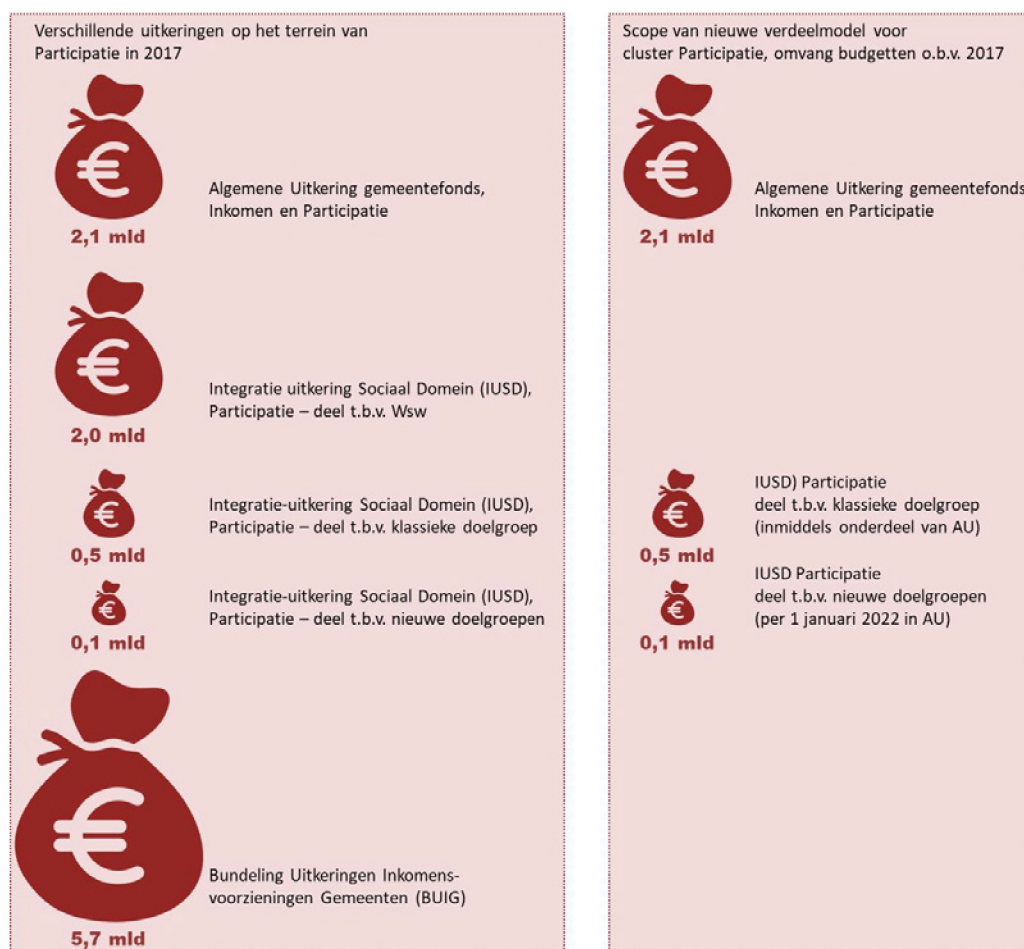 Verschillende uitkeringen op het terrein van
Participatie in 2017
€
Algemene Uitkering gemeentefonds,
Inkomen en Participatie
2,1 mld
€
Integratie uitkering Sociaal Domein (IUSD),
Participatie – deel t.b.v. Wsw
2,0 mld
€
Integratie-uitkering Sociaal Domein (IUSD),
Participatie – deel t.b.v. klassieke doelgroep
0,5 mld
€
Integratie-uitkering Sociaal Domein (IUSD),
Participatie – deel t.b.v. nieuwe doelgroepen
0,1 mld
€
Bundeling Uitkeringen Inkomens-
voorzieningen Gemeenten (BUIG)
5,7 mld
Scope van nieuwe verdeelmodel voor
cluster Participatie, omvang budgetten o.b.v. 2017
€
Algemene Uitkering gemeentefonds
Inkomen en Participatie
2,1 mld
€
IUSD) Participatie
deel t.b.v. klassieke doelgroep
(inmiddels onderdeel van AU)
0,5 mld
€
IUSD Participatie
deel t.b.v. nieuwe doelgroepen
(per 1 januari 2022 in AU)
0,1 mld